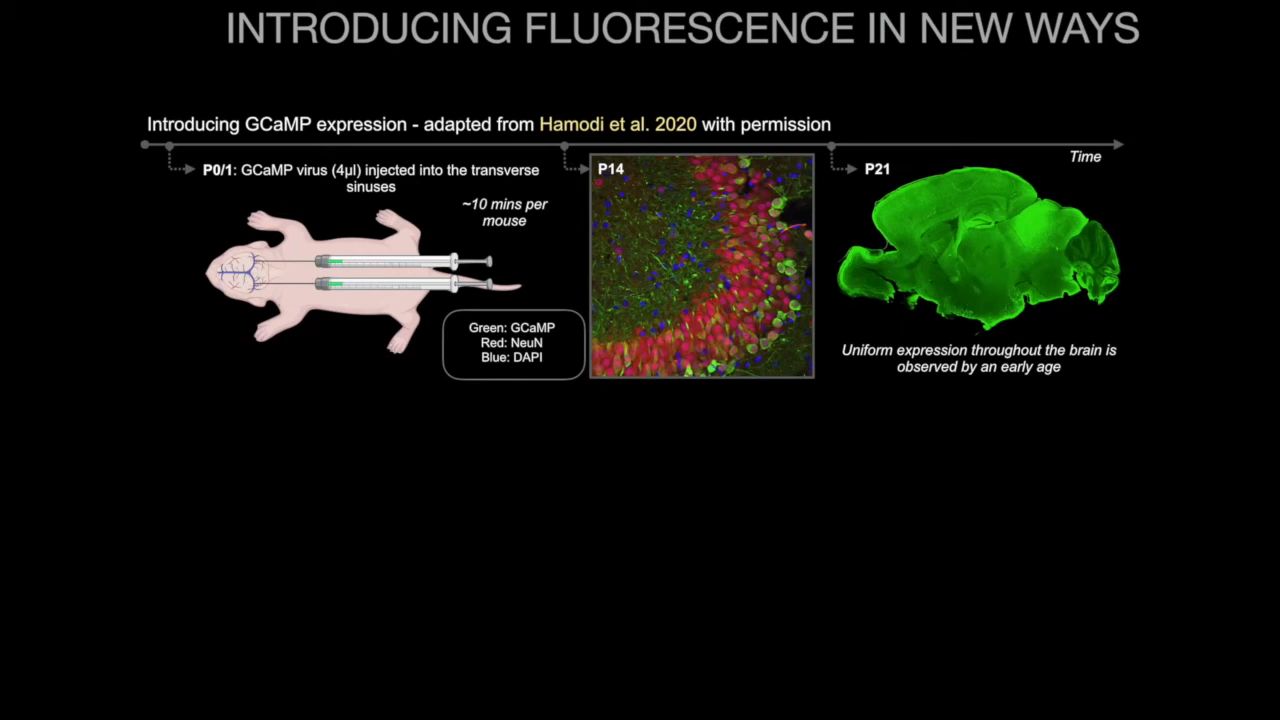 INTRODUCING FLUORESCENCE IN NEW WAYS
Introducing GCaMP expression - adapted from Hamodi et al. 2020 with permission
Time
P0/1: GCaMP virus (4µl) injected into the transverse
sinuses
~10 mins per
mouse
Green: GCaMP
Red: NeuN
Blue: DAPI
P14
P21
Uniform expression throughout the brain is
observed by an early age